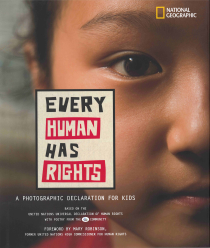 NATIONAL
GEOGRAPHIC
EVERY
HUMAN
HAS
RIGHTS
A PHOTOGRAPHIC DECLARATION FOR KIDS
BASED ON THE
UNITED NATIONS UNIVERSAL DECLARATION OF HUMAN RIGHTS
WITH POETRY FROM THE COMMUNITY
FOREWORD BY MARY ROBINSON,
FORMER UNITED NATIONS HIGH COMMISSIONER FOR HUMAN RIGHTS